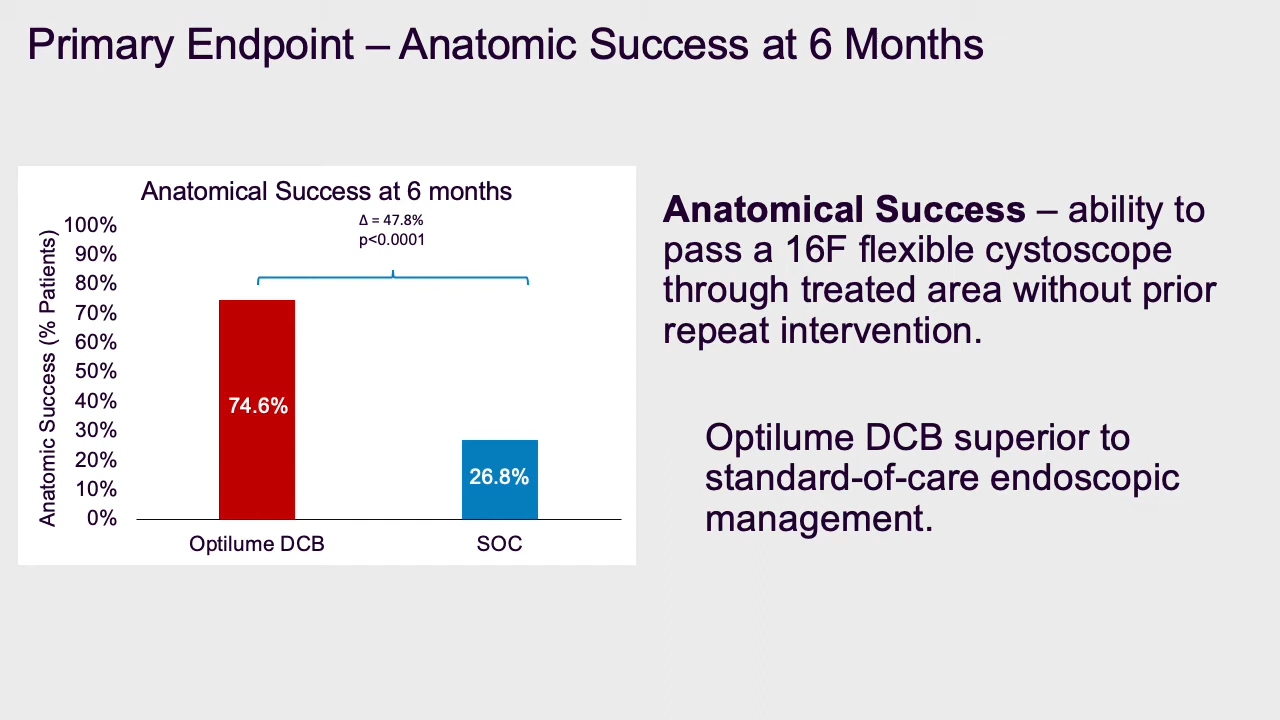 Primary Endpoint – Anatomic Success at 6 Months
Anatomical Success at 6 months
Δ = 47.8%
p<0.0001
Anatomic Success (% Patients)
100%
90%
80%
70%
60%
50%
40%
30%
20%
10%
0%
74.6%
26.8%
Optilume DCB
SOC
Anatomical Success – ability to
pass a 16F flexible cystoscope
through treated area without prior
repeat intervention.
Optilume DCB superior to
standard-of-care endoscopic
management.